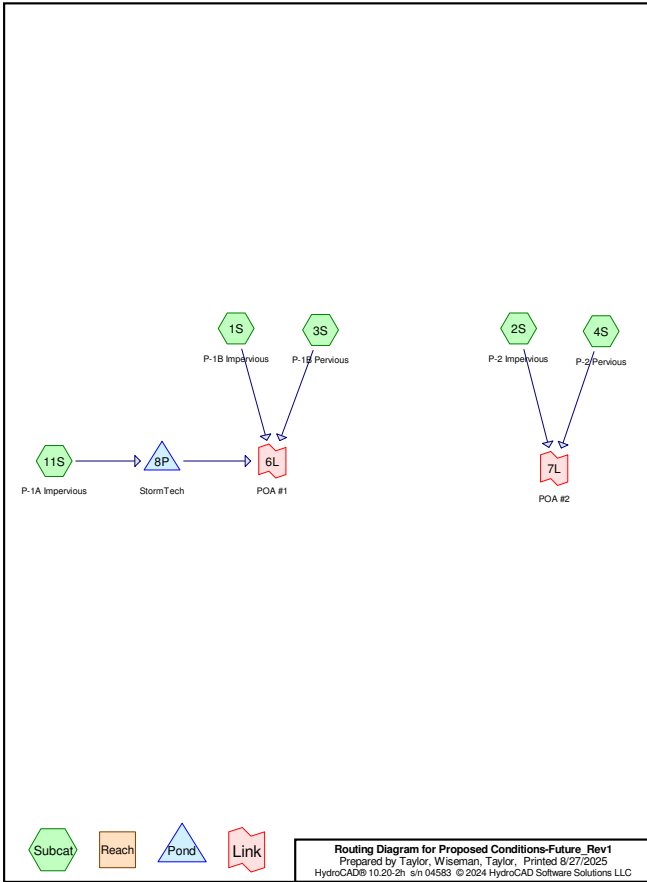 1S
3S
2S
4S
P-1B Impervious
P-1B Pervious
P-2 Impervious
P-2 Pervious
11S
8P
6L
7L
P-1A Impervious
StormTech
POA #1
POA #2
Subcat
Reach
Pond
Link
Routing Diagram for Proposed Conditions-Future_Rev1
Prepared by Taylor, Wiseman, Taylor, Printed 8/27/2025
HydroCAD® 10.20-2h s/n 04583 © 2024 HydroCAD Software Solutions LLC